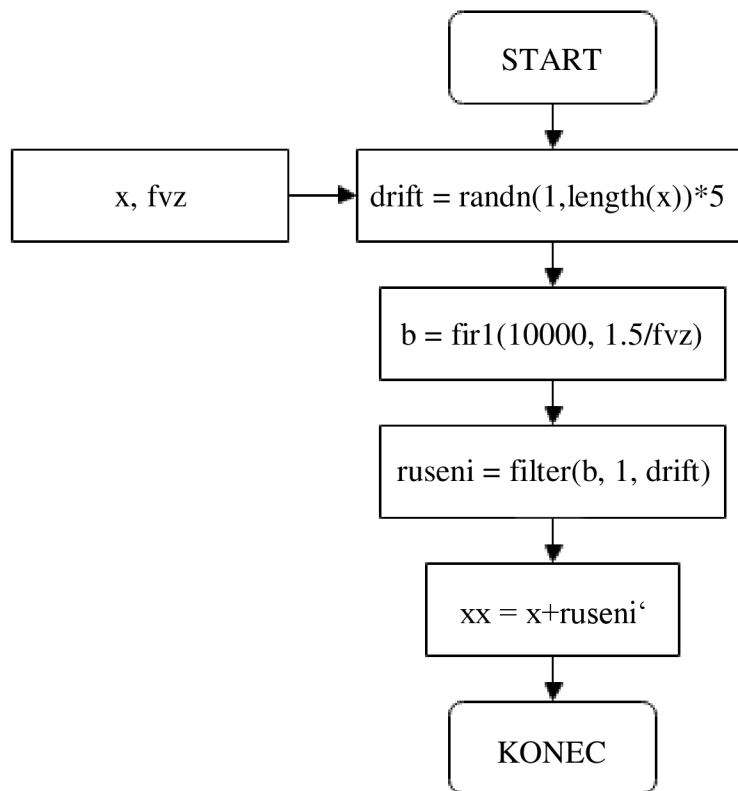 START
x, fvz
drift = randn(1,length(x))*5
b = fir1(10000, 1.5/fvz)
ruseni = filter(b, 1, drift)
xx = x+ruseni‘
KONEC